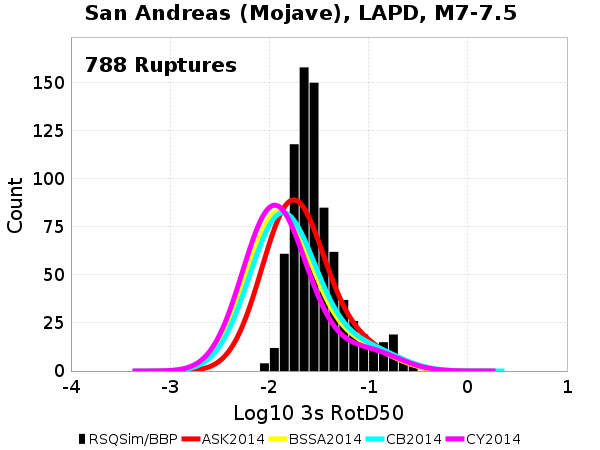 San Andreas (Mojave), LAPD, M7-7.5
788 Ruptures
150
125
100
75
50
25
0
Count
-4 -3 -2 -1 0 1
Log10 3s RotD50
RSQSim/BBP ASK2014 BSSA2014 CB2014 CY2014